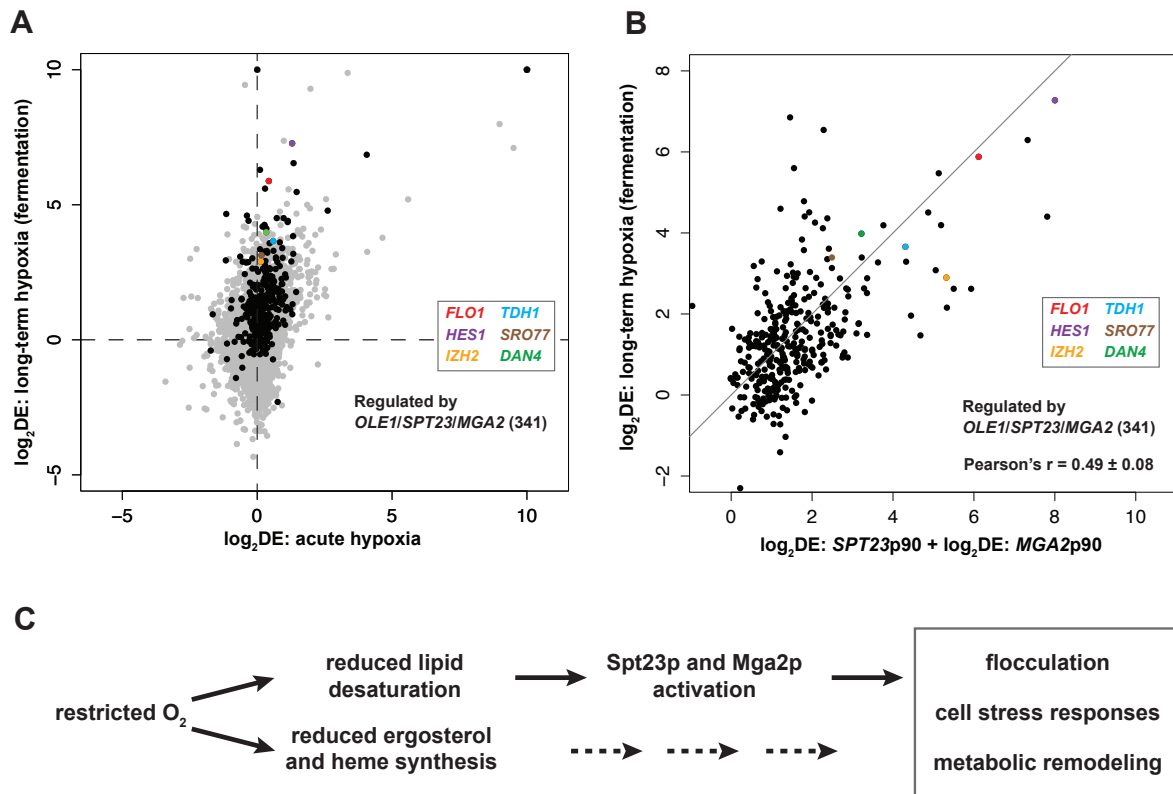 A
log₂DE: long-term hypoxia (fermentation)
10
5
0
−5
FLO1 TDH1
HES1 SRO77
IZH2 DAN4
Regulated by
OLE1/SPT23/MGA2 (341)
−5 0 5 10
log₂DE: acute hypoxia
B
log₂DE: long-term hypoxia (fermentation)
8
6
4
2
0
−2
FLO1 TDH1
HES1 SRO77
IZH2 DAN4
Regulated by
OLE1/SPT23/MGA2 (341)
Pearson's r = 0.49 ± 0.08
0 2 4 6 8 10
log₂DE: SPT23p90 + log₂DE: MGA2p90
C
restricted O₂
reduced lipid
desaturation
Spt23p and Mga2p
activation
reduced ergosterol
and heme synthesis
flocculation
cell stress responses
metabolic remodeling